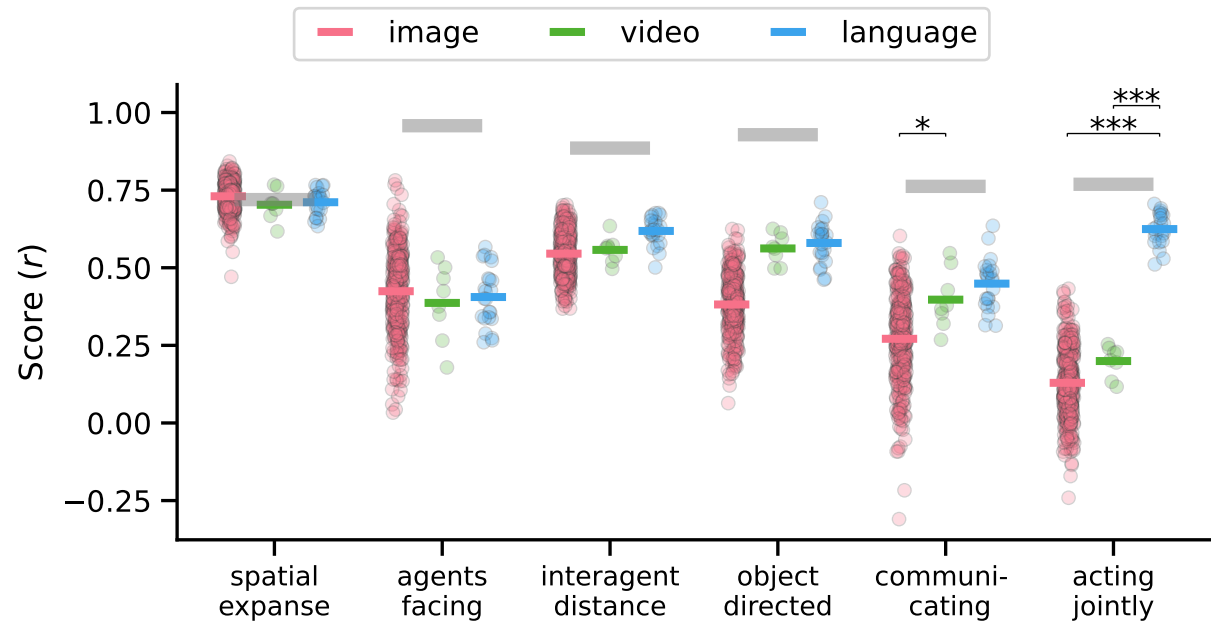 image video language
Score (r)
1.00
0.75
0.50
0.25
0.00
−0.25
*
***
***
spatial
expanse
agents
facing
interagent
distance
object
directed
communi-
cating
acting
jointly